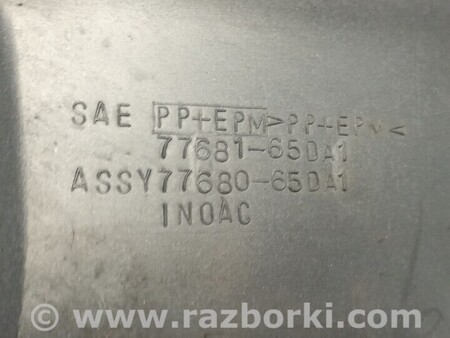 SAE PP+EPM >PP+EPM<
77681-65DA1
ASSY77680-65DA1
INOAC
© www.razborki.com